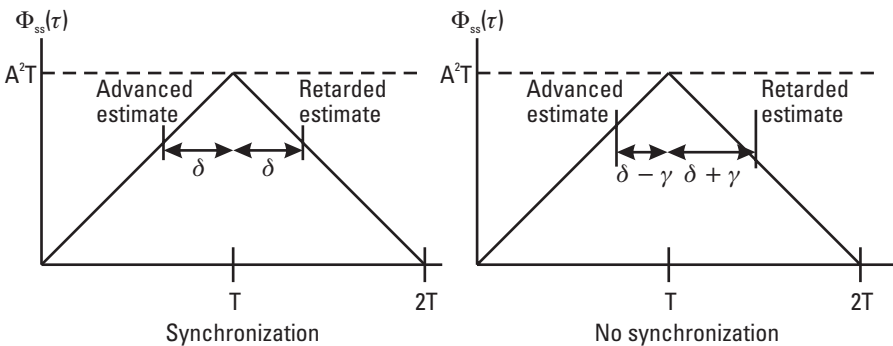 Φss(τ)
A²T
Advanced estimate
Retarded estimate
δ
δ
T
2T
Synchronization
Φss(τ)
A²T
Advanced estimate
Retarded estimate
δ − γ
δ + γ
T
2T
No synchronization